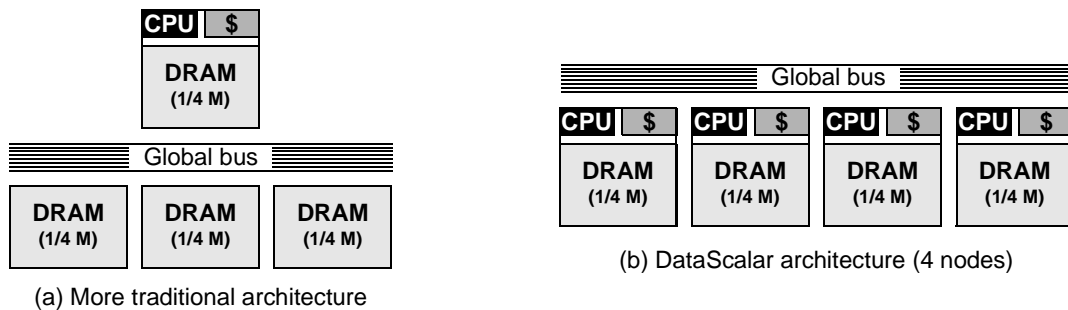 CPU $
DRAM
(1/4 M)
Global bus
DRAM DRAM DRAM
(1/4 M) (1/4 M) (1/4 M)
(a) More traditional architecture
Global bus
CPU $ CPU $ CPU $ CPU $
DRAM DRAM DRAM DRAM
(1/4 M) (1/4 M) (1/4 M) (1/4 M)
(b) DataScalar architecture (4 nodes)